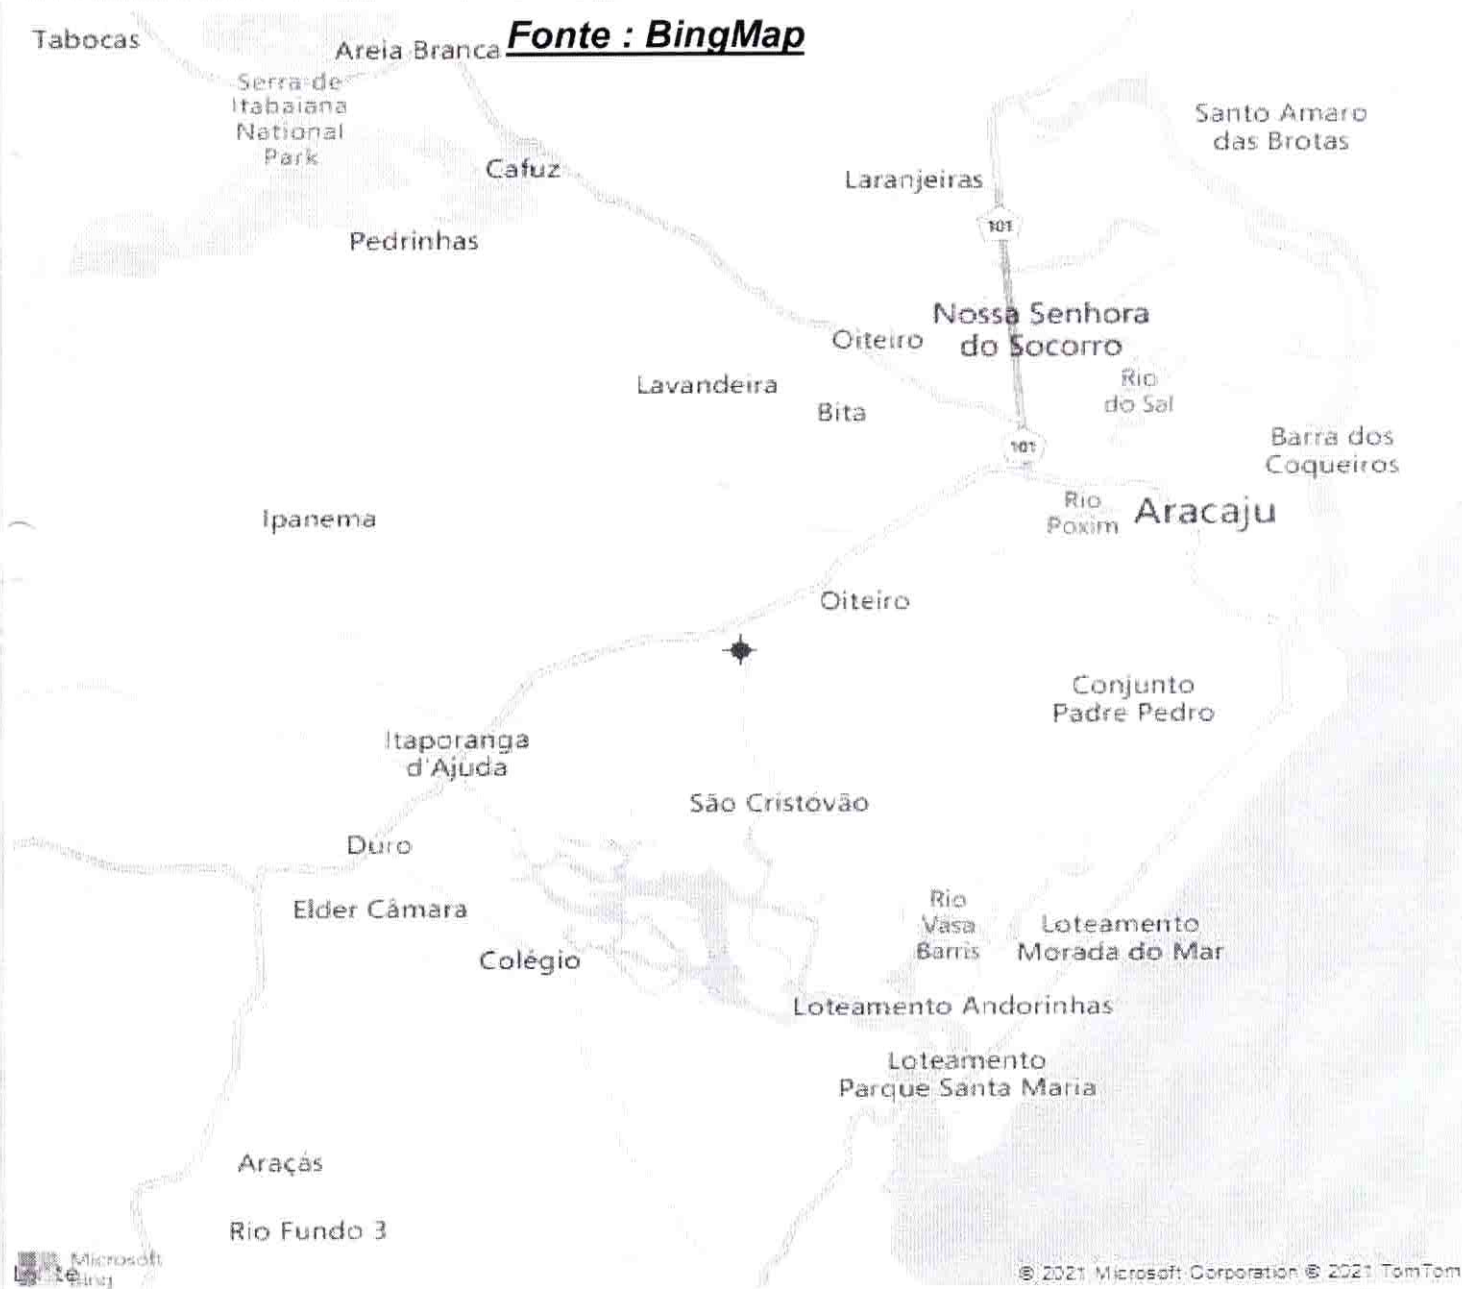 Fonte : BingMap
Tabocas
Areia Branca
Serra de
Itabaiana
National
Park
Santo Amaro
das Brotas
Cafuz
Laranjeiras
101
Pedrinhas
Nossa Senhora
do Socorro
Oiteiro
Lavandeira
Bita
Rio
do Sal
101
Barra dos
Coqueiros
Ipanema
Rio
Poxim
Aracaju
Oiteiro
Conjunto
Padre Pedro
Itaporanga
d'Ajuda
São Cristóvão
Duro
Elder Câmara
Rio
Vasa
Barris
Loteamento
Morada do Mar
Colégio
Loteamento Andorinhas
Loteamento
Parque Santa Maria
Araçás
Rio Fundo 3
Microsoft
Bing
© 2021 Microsoft Corporation © 2021 TomTom